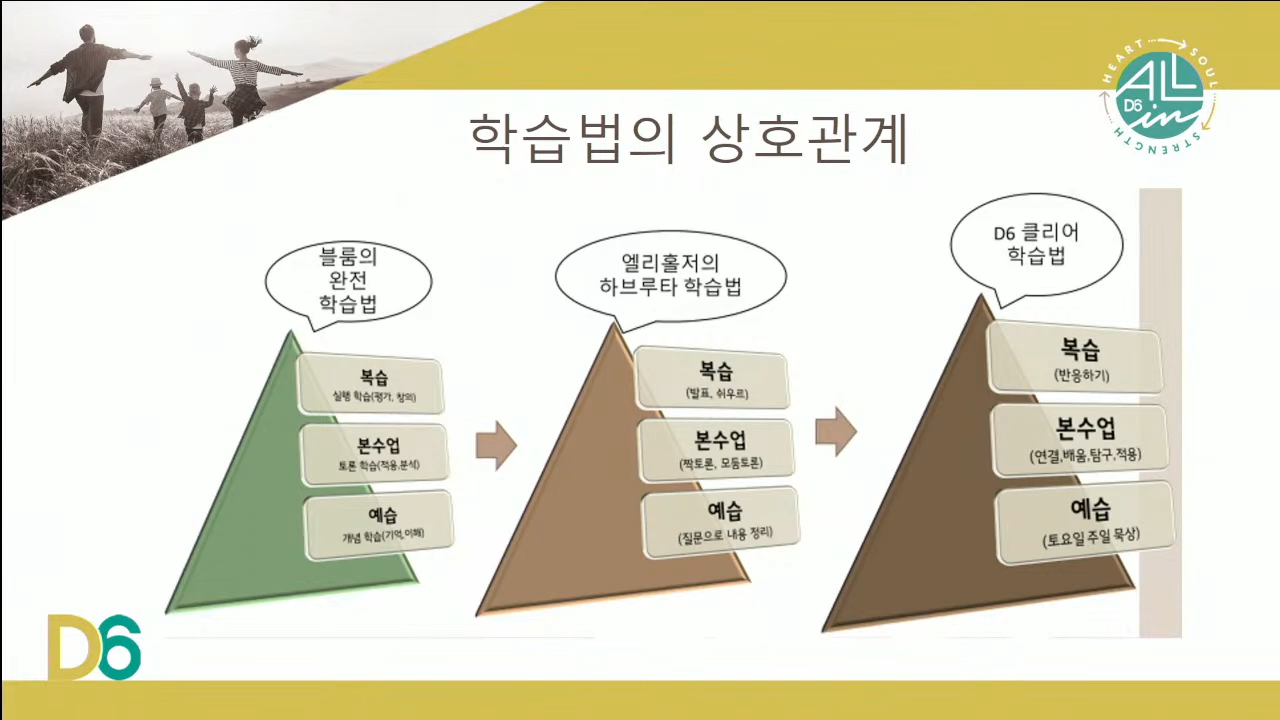 학습법의 상호관계
HEART SOUL STRENGTH
ALL
D6 in
블룸의
완전
학습법
복습
실행 학습(평가, 창의)
본수업
토론 학습(적용,분석)
예습
개념 학습(기억,이해)
엘리홀저의
하브루타 학습법
복습
(발표, 쉬우르)
본수업
(짝토론, 모둠토론)
예습
(질문으로 내용 정리)
D6 클리어
학습법
복습
(반응하기)
본수업
(연결,배움,탐구,적용)
예습
(토요일 주일 묵상)
D6